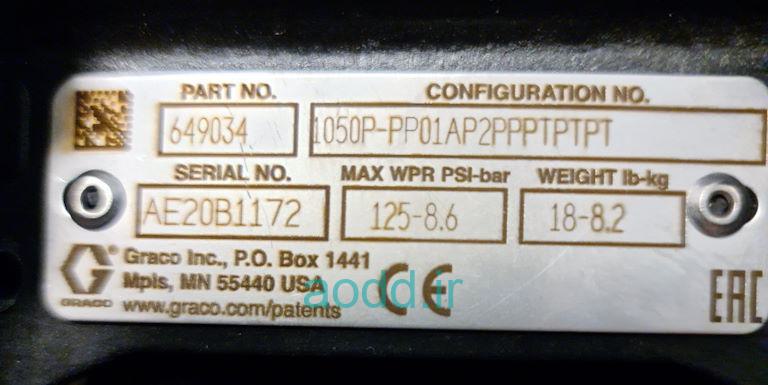 PART NO. CONFIGURATION NO.
649034 1050P-PP01AP2PPPTPTPT
SERIAL NO. MAX WPR PSI-bar WEIGHT lb-kg
AE20B1172 125-8.6 18-8.2
Graco Inc., P.O. Box 1441
Mpls, MN 55440 USA
www.graco.com/patents
GRACO
CE
EAC
aodd.ir